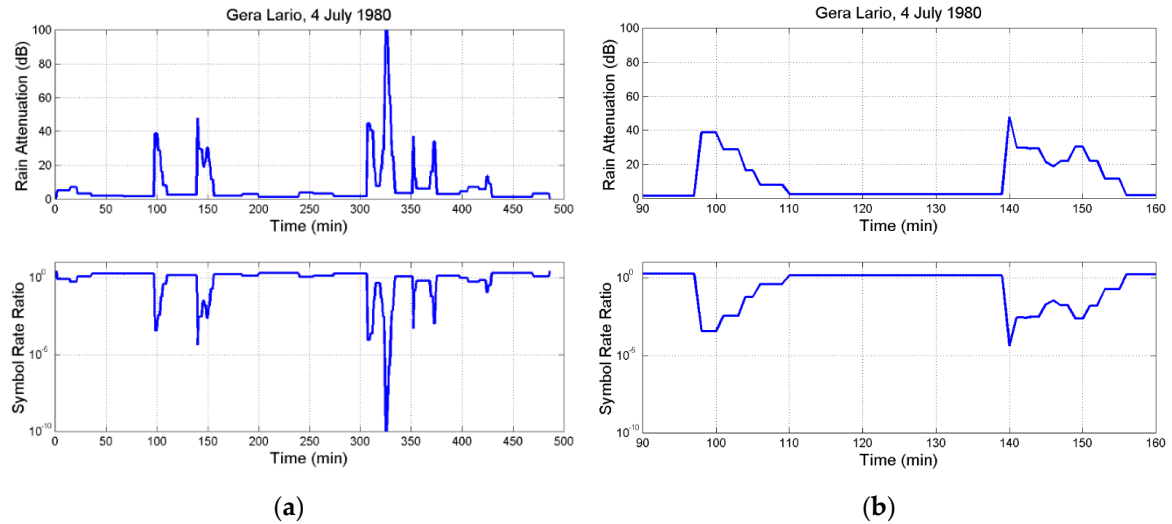 Gera Lario, 4 July 1980
Rain Attenuation (dB)
100
80
60
40
20
0
0 50 100 150 200 250 300 350 400 450 500
Time (min)
Symbol Rate Ratio
10^0
10^-5
10^-10
0 50 100 150 200 250 300 350 400 450 500
Time (min)
(a)
Gera Lario, 4 July 1980
Rain Attenuation (dB)
100
80
60
40
20
0
90 100 110 120 130 140 150 160
Time (min)
Symbol Rate Ratio
10^0
10^-5
10^-10
90 100 110 120 130 140 150 160
Time (min)
(b)